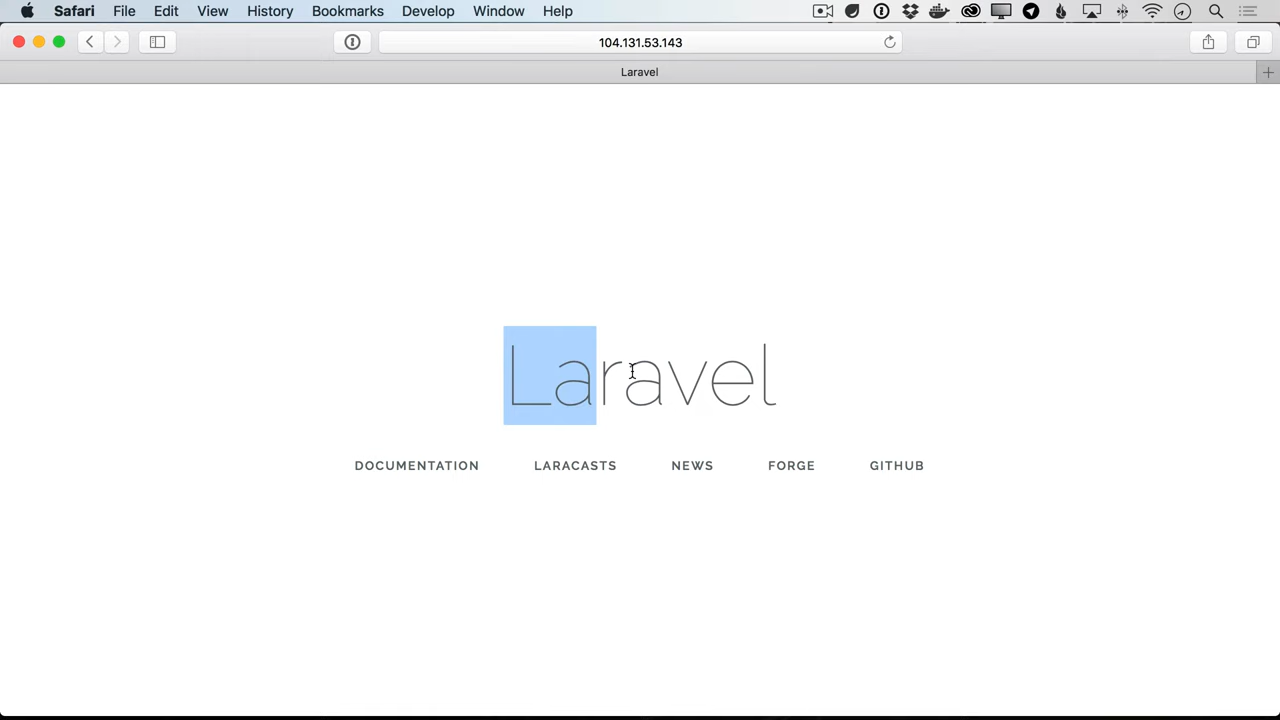 Safari File Edit View History Bookmarks Develop Window Help
104.131.53.143
Laravel
Laravel
DOCUMENTATION LARACASTS NEWS FORGE GITHUB